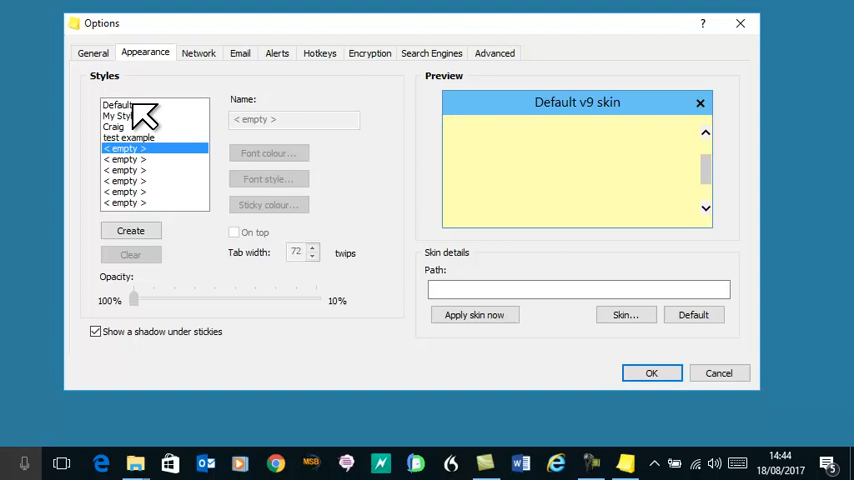 Options
?
General
Appearance
Network
Email
Alerts
Hotkeys
Encryption
Search Engines
Advanced
Styles
Default
My Styl
Craig
test example
< empty >
< empty >
< empty >
< empty >
< empty >
< empty >
Create
Clear
Opacity:
100%
10%
Show a shadow under stickies
Name:
< empty >
Font colour...
Font style...
Sticky colour...
On top
Tab width:
72
twips
Preview
Default v9 skin
Skin details
Path:
Apply skin now
Skin...
Default
OK
Cancel
MSB
14:44
18/08/2017
5